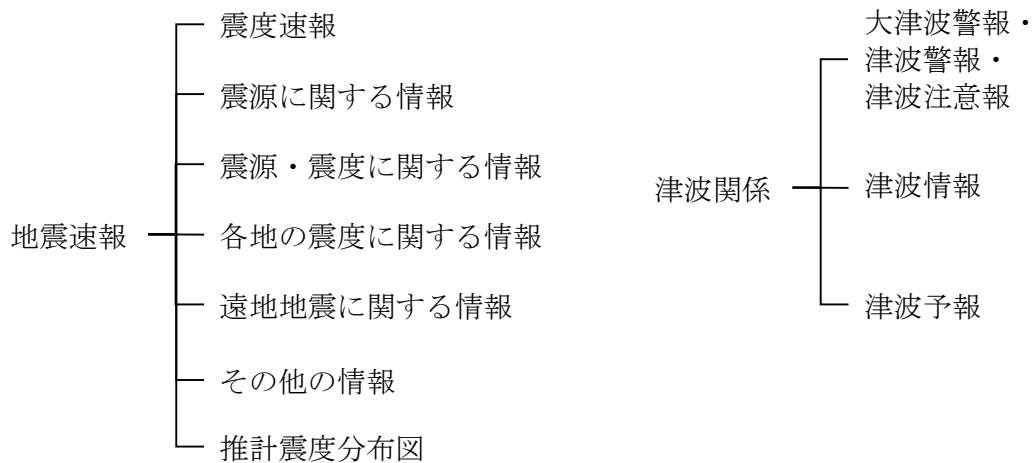 地震速報
震度速報
震源に関する情報
震源・震度に関する情報
各地の震度に関する情報
遠地地震に関する情報
その他の情報
推計震度分布図
津波関係
大津波警報・
津波警報・
津波注意報
津波情報
津波予報